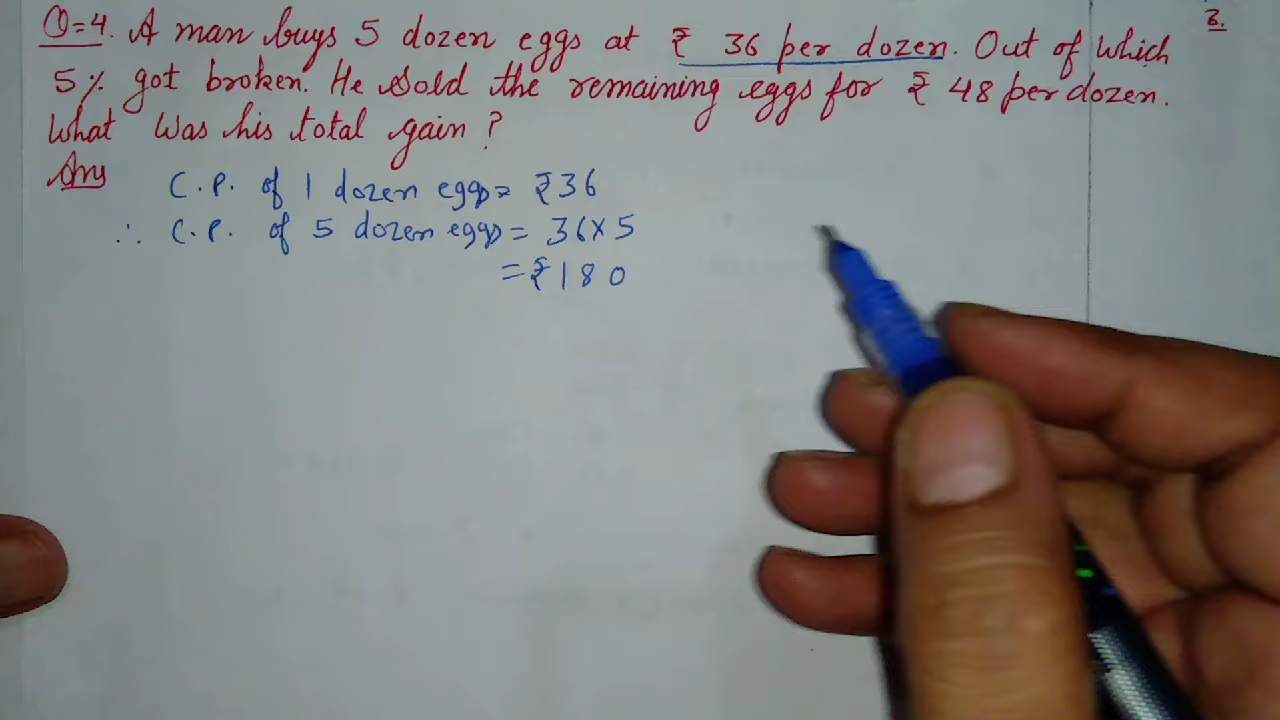 3.
Q=4. A man buys 5 dozen eggs at ₹ 36 per dozen. Out of which
5% got broken. He Sold the remaining eggs for ₹ 48 per dozen.
What Was his total gain ?
Ans C.P. of 1 dozen eggs = ₹36
∴ C.P. of 5 dozen eggs = 36×5
= ₹180